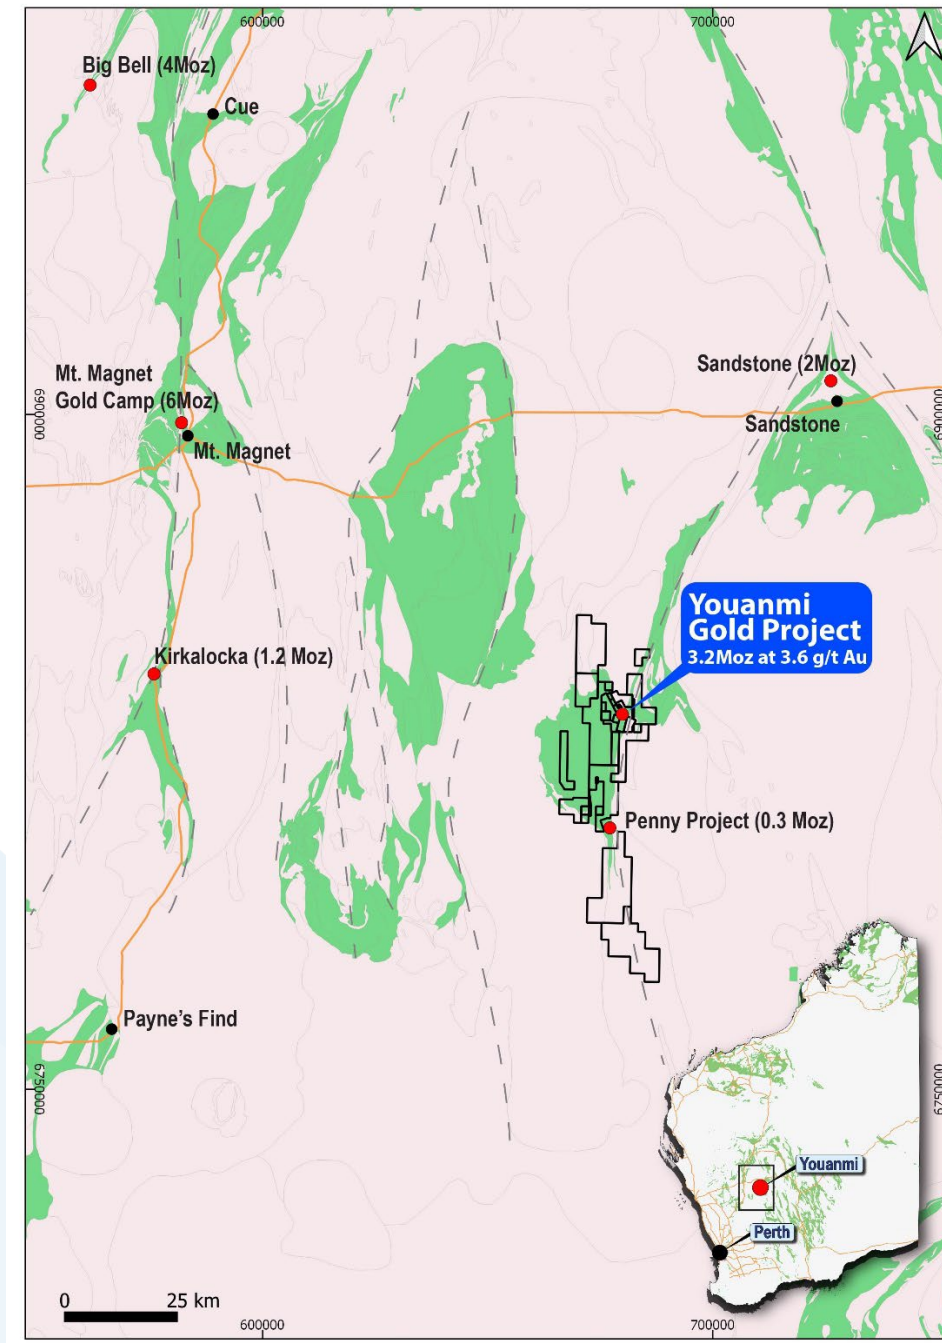 600000
700000
Big Bell (4Moz)
Cue
Mt. Magnet
Gold Camp (6Moz)
Mt. Magnet
Sandstone (2Moz)
Sandstone
6900000
6900000
Youanmi
Gold Project
3.2Moz at 3.6 g/t Au
Kirkalocka (1.2 Moz)
Penny Project (0.3 Moz)
Payne's Find
6750000
6750000
Youanmi
Perth
0 25 km
600000
700000